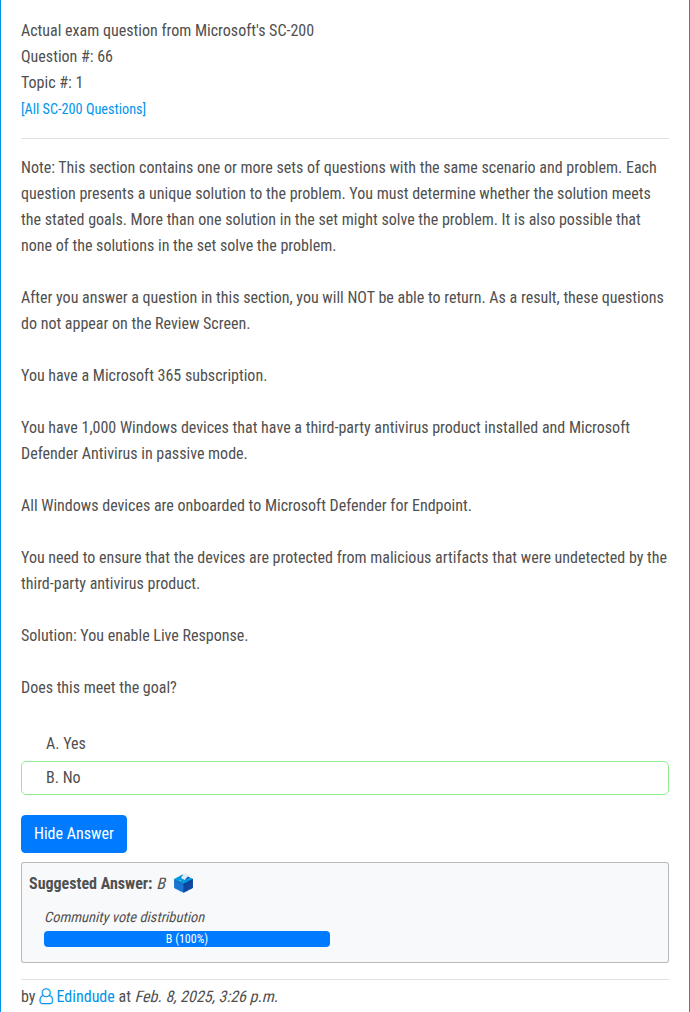 Actual exam question from Microsoft's SC-200
Question #: 66
Topic #: 1
[All SC-200 Questions]
Note: This section contains one or more sets of questions with the same scenario and problem. Each
question presents a unique solution to the problem. You must determine whether the solution meets
the stated goals. More than one solution in the set might solve the problem. It is also possible that
none of the solutions in the set solve the problem.
After you answer a question in this section, you will NOT be able to return. As a result, these questions
do not appear on the Review Screen.
You have a Microsoft 365 subscription.
You have 1,000 Windows devices that have a third-party antivirus product installed and Microsoft
Defender Antivirus in passive mode.
All Windows devices are onboarded to Microsoft Defender for Endpoint.
You need to ensure that the devices are protected from malicious artifacts that were undetected by the
third-party antivirus product.
Solution: You enable Live Response.
Does this meet the goal?
A. Yes
B. No
Hide Answer
Suggested Answer: B
Community vote distribution
B (100%)
by Edindude at Feb. 8, 2025, 3:26 p.m.